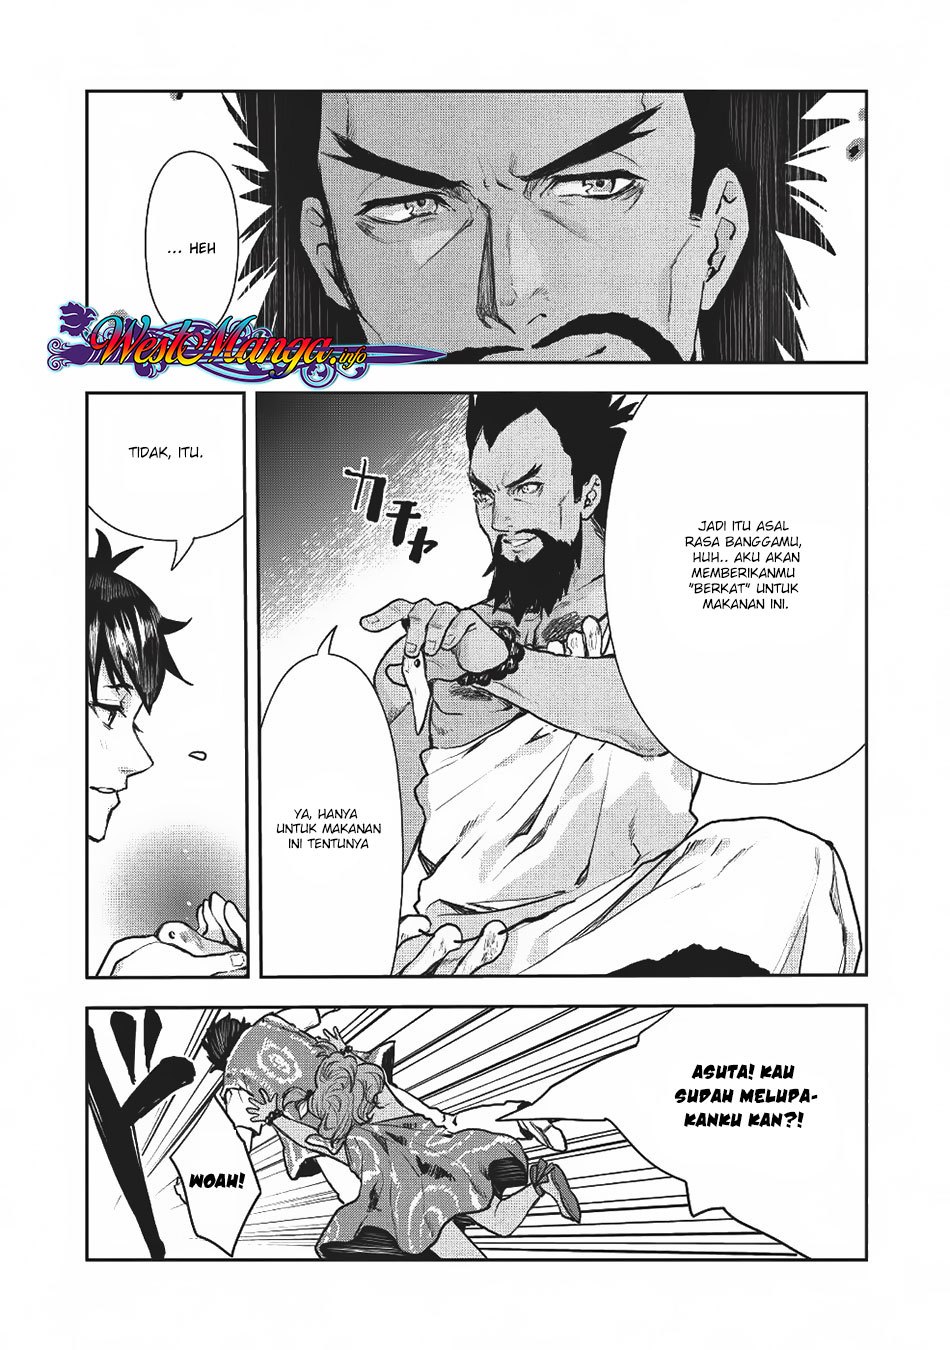 ... HEH
WestManga.info
JADI ITU ASAL
RASA BANGGAMU,
HUH.. AKU AKAN
MEMBERIKANMU
"BERKAT" UNTUK
MAKANAN INI.
カチャ
YA, HANYA
UNTUK MAKANAN
INI TENTUNYA
TIDAK, ITU.
ASUTA! KAU
SUDAH MELUPA-
KANKU KAN?!
WOAH!